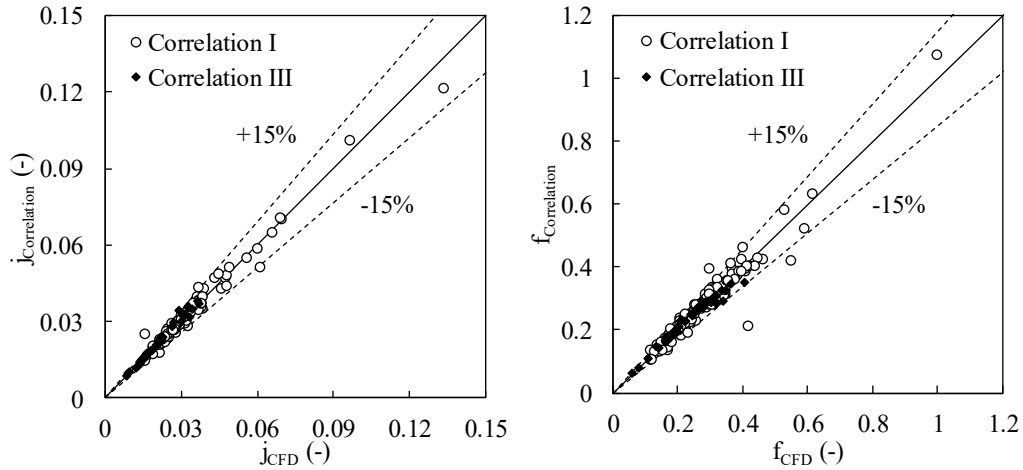 0.15
0.12
0.09
0.06
0.03
0
j_Correlation (-)
Correlation I
Correlation III
+15%
-15%
0 0.03 0.06 0.09 0.12 0.15
j_CFD (-)
1.2
1
0.8
0.6
0.4
0.2
0
f_Correlation (-)
Correlation I
Correlation III
+15%
-15%
0 0.2 0.4 0.6 0.8 1 1.2
f_CFD (-)